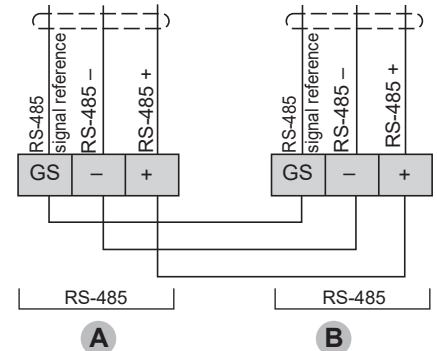 RS-485
signal reference
RS-485 –
RS-485 +
RS-485
signal reference
RS-485 –
RS-485 +
GS – +
GS – +
RS-485
RS-485
A
B